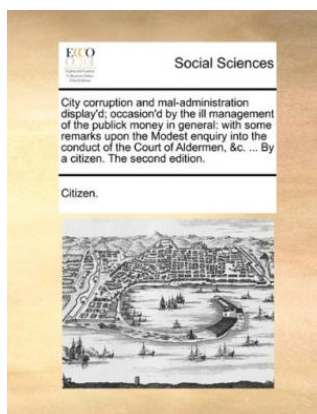 ECCO
Social Sciences
City corruption and mal-administration
display'd; occasion'd by the ill management
of the publick money in general: with some
remarks upon the Modest enquiry into the
conduct of the Court of Aldermen, &c. ... By
a citizen. The second edition.
Citizen.